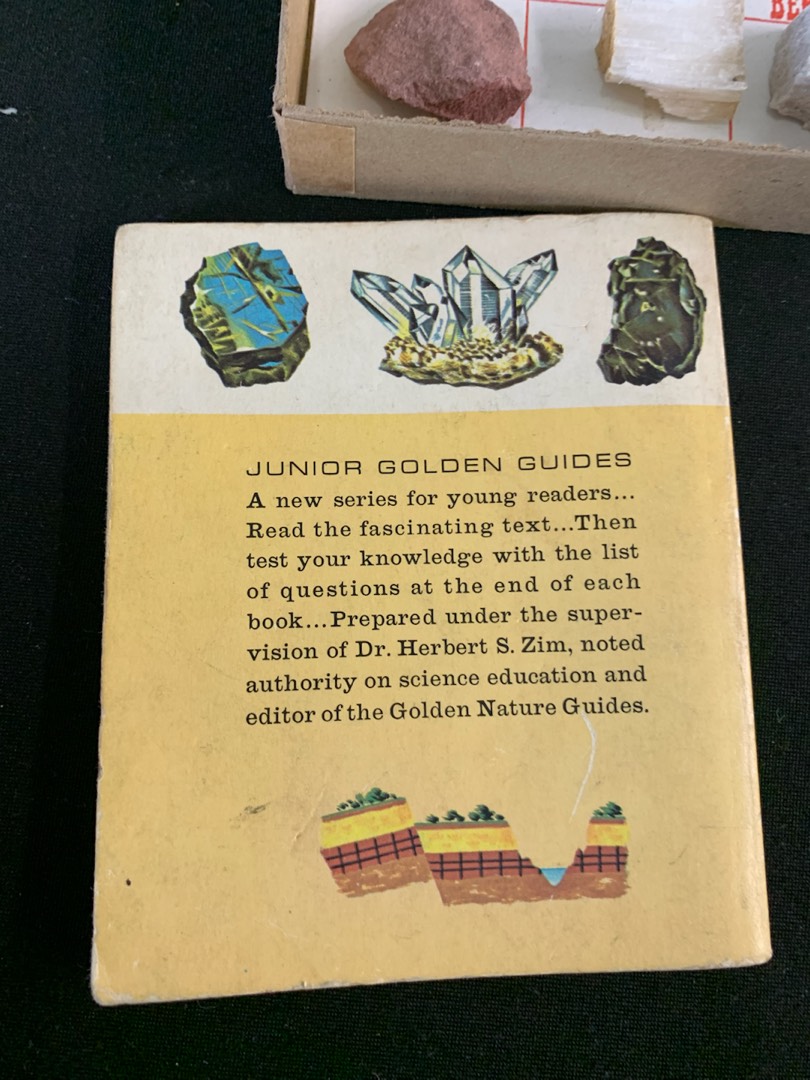 JUNIOR GOLDEN GUIDES
A new series for young readers...
Read the fascinating text...Then
test your knowledge with the list
of questions at the end of each
book...Prepared under the super-
vision of Dr. Herbert S. Zim, noted
authority on science education and
editor of the Golden Nature Guides.